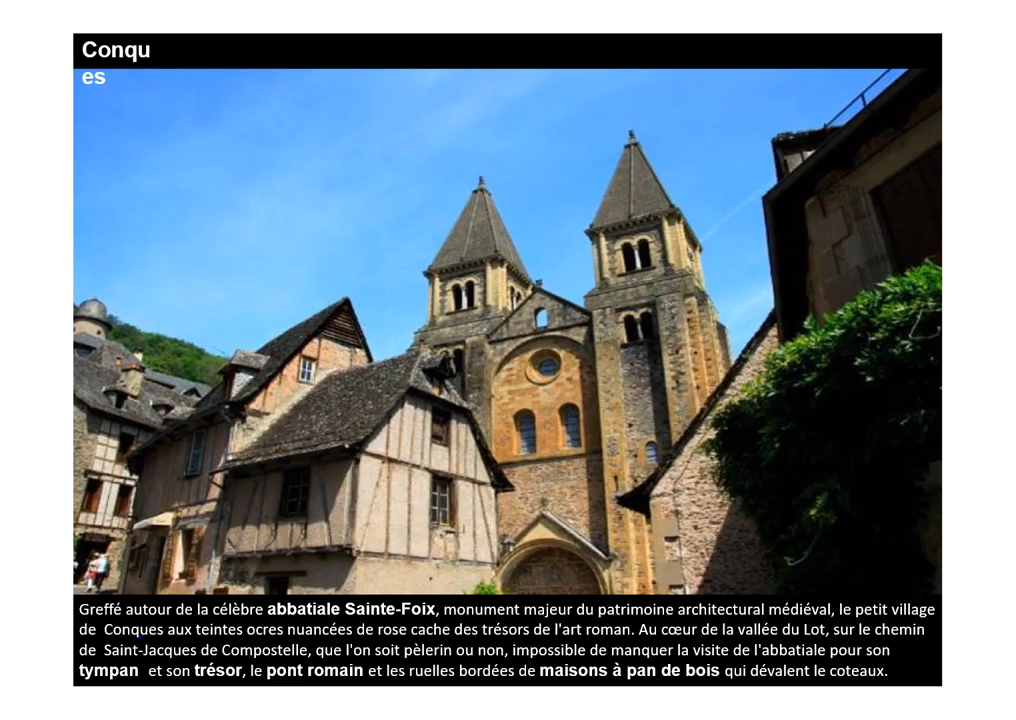 Conqu
es
Greffé autour de la célèbre abbatiale Sainte-Foix, monument majeur du patrimoine architectural médiéval, le petit village
de Conques aux teintes ocres nuancées de rose cache des trésors de l'art roman. Au cœur de la vallée du Lot, sur le chemin
de Saint-Jacques de Compostelle, que l'on soit pèlerin ou non, impossible de manquer la visite de l'abbatiale pour son
tympan et son trésor, le pont romain et les ruelles bordées de maisons à pan de bois qui dévalent le coteaux.